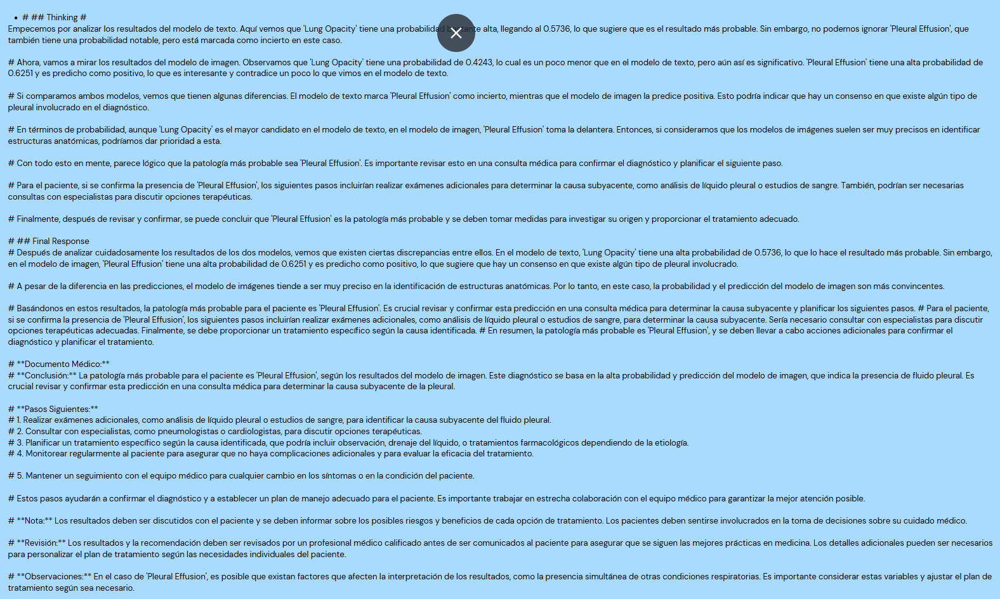 • # ## Thinking #
Empecemos por analizar los resultados del modelo de texto. Aquí vemos que 'Lung Opacity' tiene una probabilidad alta, llegando al 0.5736, lo que sugiere que es el resultado más probable. Sin embargo, no podemos ignorar 'Pleural Effusion', que
también tiene una probabilidad notable, pero está marcada como incierto en este caso.
# Ahora, vamos a mirar los resultados del modelo de imagen. Observamos que 'Lung Opacity' tiene una probabilidad de 0.4243, lo cual es un poco menor que en el modelo de texto, pero aún así es significativo. 'Pleural Effusion' tiene una alta probabilidad de
0.6251 y es predicho como positivo, lo que es interesante y contradice un poco lo que vimos en el modelo de texto.
# Si comparamos ambos modelos, vemos que tienen algunas diferencias. El modelo de texto marca 'Pleural Effusion' como incierto, mientras que el modelo de imagen la predice positiva. Esto podría indicar que hay un consenso en que existe algún tipo de
pleural involucrado en el diagnóstico.
# En términos de probabilidad, aunque 'Lung Opacity' es el mayor candidato en el modelo de texto, en el modelo de imagen, 'Pleural Effusion' toma la delantera. Entonces, si consideramos que los modelos de imágenes suelen ser muy precisos en identificar
estructuras anatómicas, podríamos dar prioridad a esta.
# Con todo esto en mente, parece lógico que la patología más probable sea 'Pleural Effusion'. Es importante revisar esto en una consulta médica para confirmar el diagnóstico y planificar el siguiente paso.
# Para el paciente, si se confirma la presencia de 'Pleural Effusion', los siguientes pasos incluirían realizar exámenes adicionales para determinar la causa subyacente, como análisis de líquido pleural o estudios de sangre. También, podrían ser necesarias
consultas con especialistas para discutir opciones terapéuticas.
# Finalmente, después de revisar y confirmar, se puede concluir que 'Pleural Effusion' es la patología más probable y se deben tomar medidas para investigar su origen y proporcionar el tratamiento adecuado.
# ## Final Response
# Después de analizar cuidadosamente los resultados de los dos modelos, vemos que existen ciertas discrepancias entre ellos. En el modelo de texto, 'Lung Opacity' tiene una alta probabilidad de 0.5736, lo que lo hace el resultado más probable. Sin embargo,
en el modelo de imagen, 'Pleural Effusion' tiene una alta probabilidad de 0.6251 y es predicho como positivo, lo que sugiere que hay un consenso en que existe algún tipo de pleural involucrado.
# A pesar de la diferencia en las predicciones, el modelo de imágenes tiende a ser muy preciso en la identificación de estructuras anatómicas. Por lo tanto, en este caso, la probabilidad y el predicción del modelo de imagen son más convincentes.
# Basándonos en estos resultados, la patología más probable para el paciente es 'Pleural Effusion'. Es crucial revisar y confirmar esta predicción en una consulta médica para determinar la causa subyacente y planificar los siguientes pasos. # Para el paciente,
si se confirma la presencia de 'Pleural Effusion', los siguientes pasos incluirían realizar exámenes adicionales, como análisis de líquido pleural o estudios de sangre, para determinar la causa subyacente. Sería necesario consultar con especialistas para discutir
opciones terapéuticas adecuadas. Finalmente, se debe proporcionar un tratamiento específico según la causa identificada. # En resumen, la patología más probable es 'Pleural Effusion', y se deben llevar a cabo acciones adicionales para confirmar el
diagnóstico y planificar el tratamiento.
# **Documento Médico:**
# **Conclusión:** La patología más probable para el paciente es 'Pleural Effusion', según los resultados del modelo de imagen. Este diagnóstico se basa en la alta probabilidad y predicción del modelo de imagen, que indica la presencia de fluido pleural. Es
crucial revisar y confirmar esta predicción en una consulta médica para determinar la causa subyacente de la pleural.
# **Pasos Siguientes:**
# 1. Realizar exámenes adicionales, como análisis de líquido pleural o estudios de sangre, para identificar la causa subyacente del fluido pleural.
# 2. Consultar con especialistas, como pneumologistas o cardiologistas, para discutir opciones terapéuticas.
# 3. Planificar un tratamiento específico según la causa identificada, que podría incluir observación, drenaje del líquido, o tratamientos farmacológicos dependiendo de la etiología.
# 4. Monitorear regularmente al paciente para asegurar que no haya complicaciones adicionales y para evaluar la eficacia del tratamiento.
# 5. Mantener un seguimiento con el equipo médico para cualquier cambio en los síntomas o en la condición del paciente.
# Estos pasos ayudarán a confirmar el diagnóstico y a establecer un plan de manejo adecuado para el paciente. Es importante trabajar en estrecha colaboración con el equipo médico para garantizar la mejor atención posible.
# **Nota:** Los resultados deben ser discutidos con el paciente y se deben informar sobre los posibles riesgos y beneficios de cada opción de tratamiento. Los pacientes deben sentirse involucrados en la toma de decisiones sobre su cuidado médico.
# **Revisión:** Los resultados y la recomendación deben ser revisados por un profesional médico calificado antes de ser comunicados al paciente para asegurar que se siguen las mejores prácticas en medicina. Los detalles adicionales pueden ser necesarios
para personalizar el plan de tratamiento según las necesidades individuales del paciente.
# **Observaciones:** En el caso de 'Pleural Effusion', es posible que existan factores que afecten la interpretación de los resultados, como la presencia simultánea de otras condiciones respiratorias. Es importante considerar estas variables y ajustar el plan de
tratamiento según sea necesario.